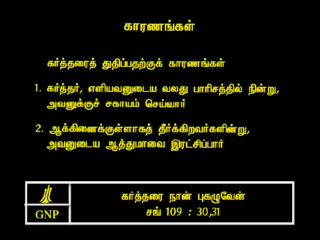 காரணங்கள்
கர்த்தரைத் துதிப்பதற்குக் காரணங்கள்
1. கர்த்தர், எளியவனுடைய வலது பாரிசத்தில் நின்று,
அவனுக்குச் சகாயம் செய்வார்
2. ஆக்கினைக்குள்ளாகத் தீர்க்கிறவர்களினின்று,
அவனுடைய ஆத்துமாவை இரட்சிப்பார்
GNP
கர்த்தரை நான் புகழுவேன்
சங் 109 : 30,31